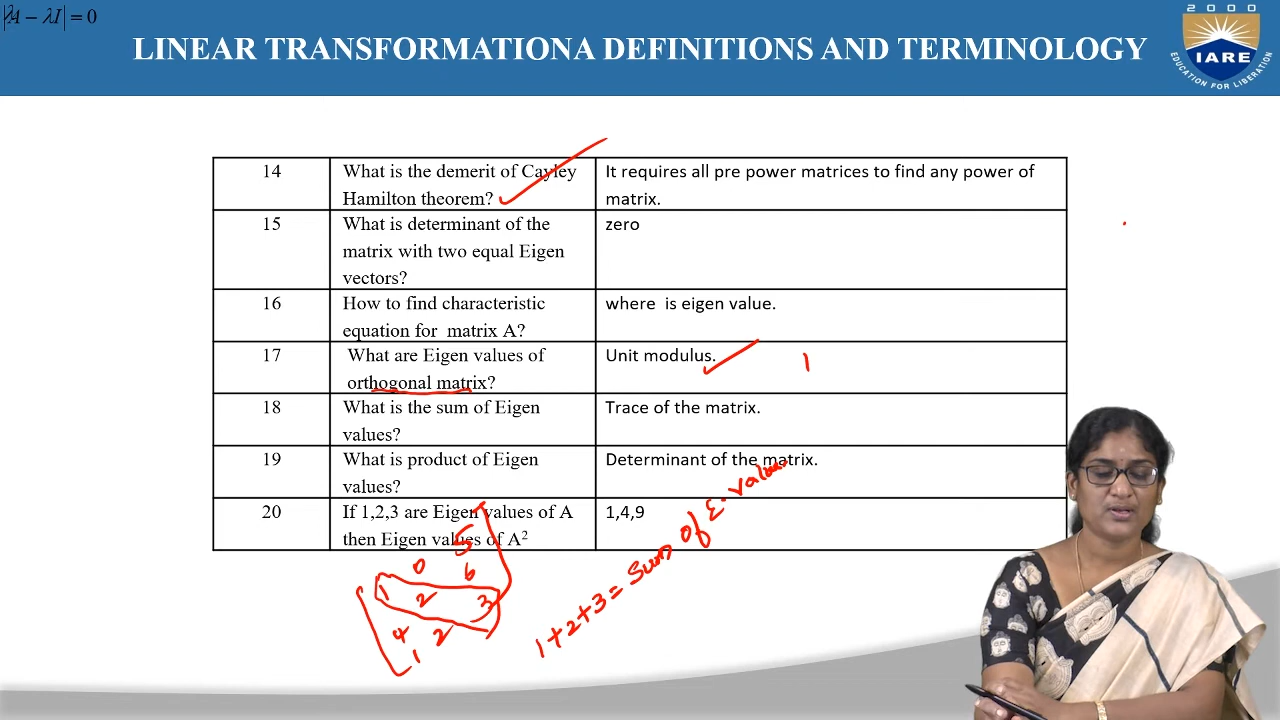 |A − λI| = 0
λ
LINEAR TRANSFORMATIONA DEFINITIONS AND TERMINOLOGY
2 0 0 0
IARE
EDUCATION FOR LIBERATION
14
What is the demerit of Cayley
Hamilton theorem?
It requires all pre power matrices to find any power of
matrix.
15
What is determinant of the
matrix with two equal Eigen
vectors?
zero
16
How to find characteristic
equation for matrix A?
where is eigen value.
17
What are Eigen values of
orthogonal matrix?
Unit modulus.
1
18
What is the sum of Eigen
values?
Trace of the matrix.
19
What is product of Eigen
values?
Determinant of the matrix.
20
If 1,2,3 are Eigen values of A
then Eigen values of A²
1,4,9
1 0 5
4 2 6
1 2 3
1+2+3 = Sum of E. values